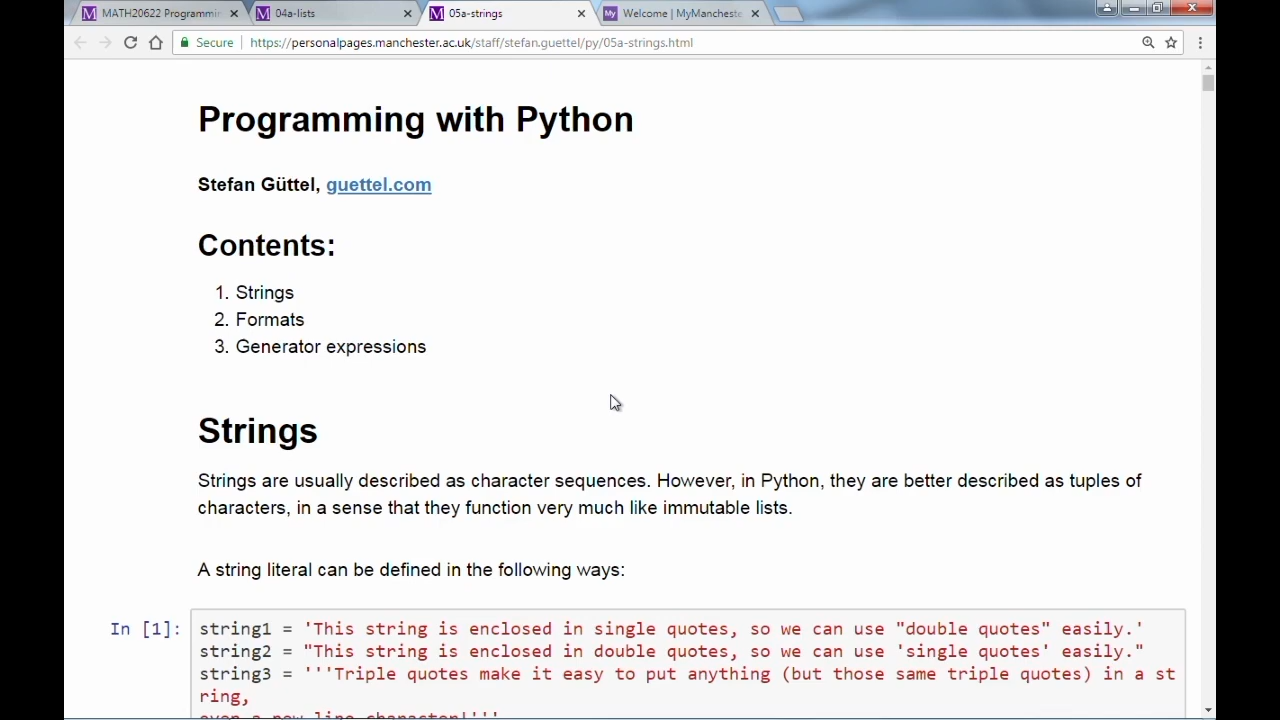 MATH20622 Programmin
04a-lists
05a-strings
Welcome | MyMancheste
Secure
https://personalpages.manchester.ac.uk/staff/stefan.guettel/py/05a-strings.html
Programming with Python
Stefan Güttel, guettel.com
Contents:
1. Strings
2. Formats
3. Generator expressions
Strings
Strings are usually described as character sequences. However, in Python, they are better described as tuples of
characters, in a sense that they function very much like immutable lists.
A string literal can be defined in the following ways:
In [1]:
string1 = 'This string is enclosed in single quotes, so we can use "double quotes" easily.'
string2 = "This string is enclosed in double quotes, so we can use 'single quotes' easily."
string3 = '''Triple quotes make it easy to put anything (but those same triple quotes) in a st
ring,
even a new line character!'''